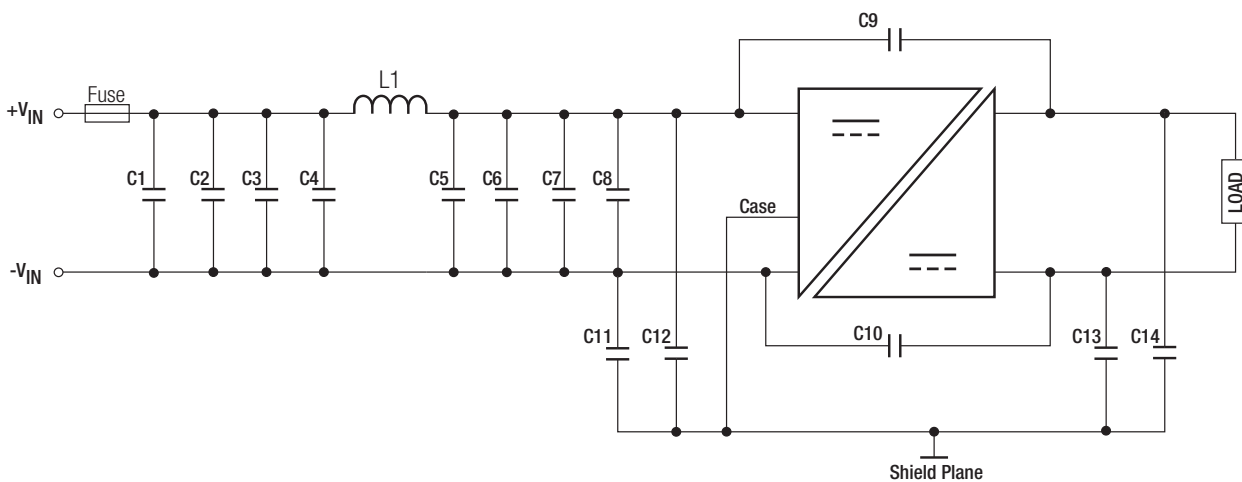 C9
L1
Fuse
+VIN
C1
C2
C3
C4
C5
C6
C7
C8
Case
LOAD
-VIN
C11
C12
C10
C13
C14
Shield Plane